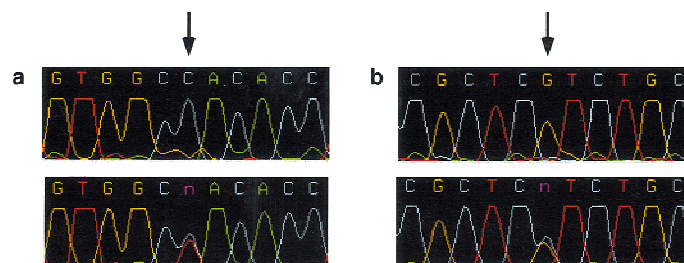 a
G T G G C C A C A C C
G T G G C n A C A C C
b
C G C T C G T C T G C
C G C T C n T C T G C